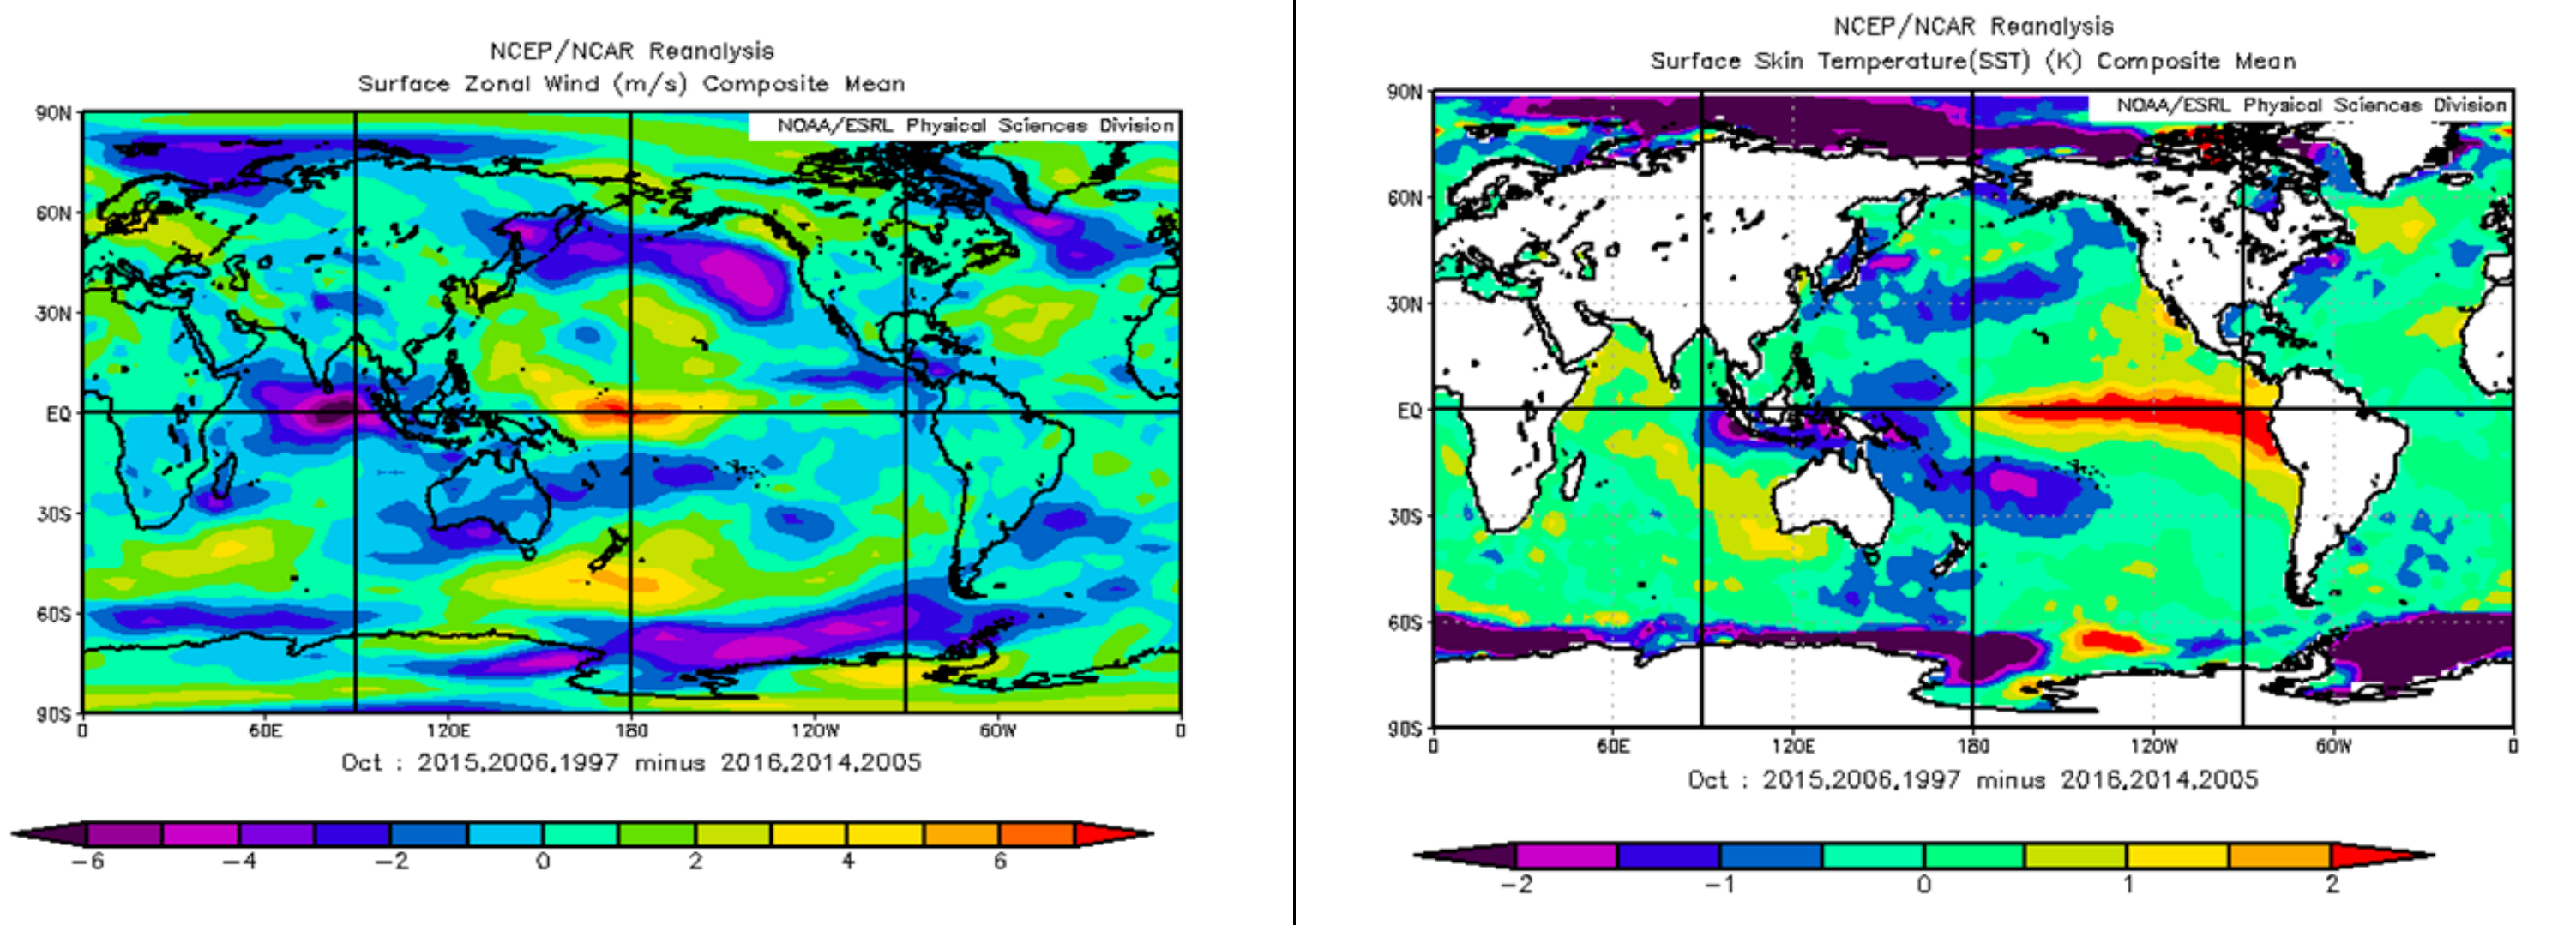 NCEP/NCAR Reanalysis
Surface Zonal Wind (m/s) Composite Mean
90N
NOAA/ESRL Physical Sciences Division
60N
30N
EQ
30S
60S
90S
0 60E 120E 180 120W 60W 0
Oct : 2015,2006,1997 minus 2016,2014,2005
-6 -4 -2 0 2 4 6
NCEP/NCAR Reanalysis
Surface Skin Temperature(SST) (K) Composite Mean
90N
NOAA/ESRL Physical Sciences Division
60N
30N
EQ
30S
60S
90S
0 60E 120E 180 120W 60W 0
Oct : 2015,2006,1997 minus 2016,2014,2005
-2 -1 0 1 2